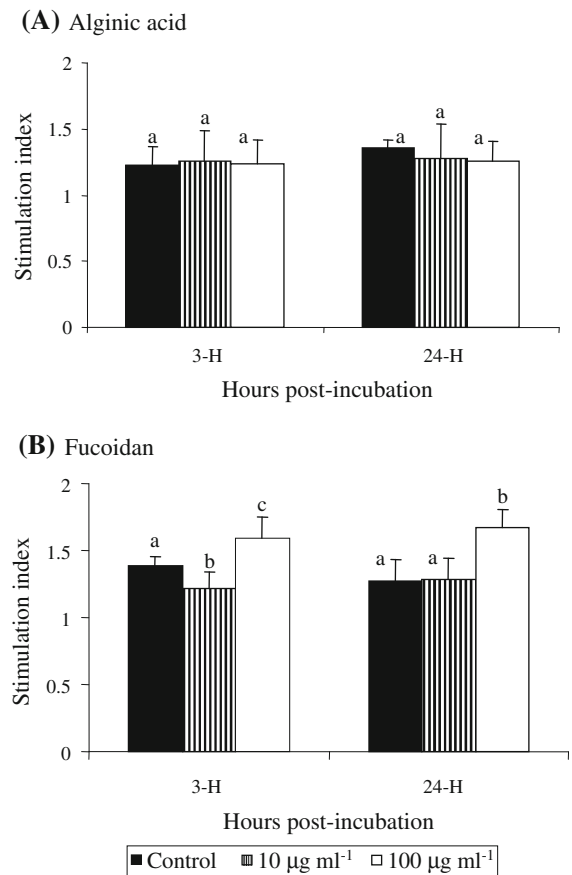 (A) Alginic acid
2
1.5
1
0.5
0
Stimulation index
a a a a a a
3-H 24-H
Hours post-incubation
(B) Fucoidan
2
1.5
1
0.5
0
Stimulation index
a b c a a b
3-H 24-H
Hours post-incubation
Control 10 µg ml⁻¹ 100 µg ml⁻¹